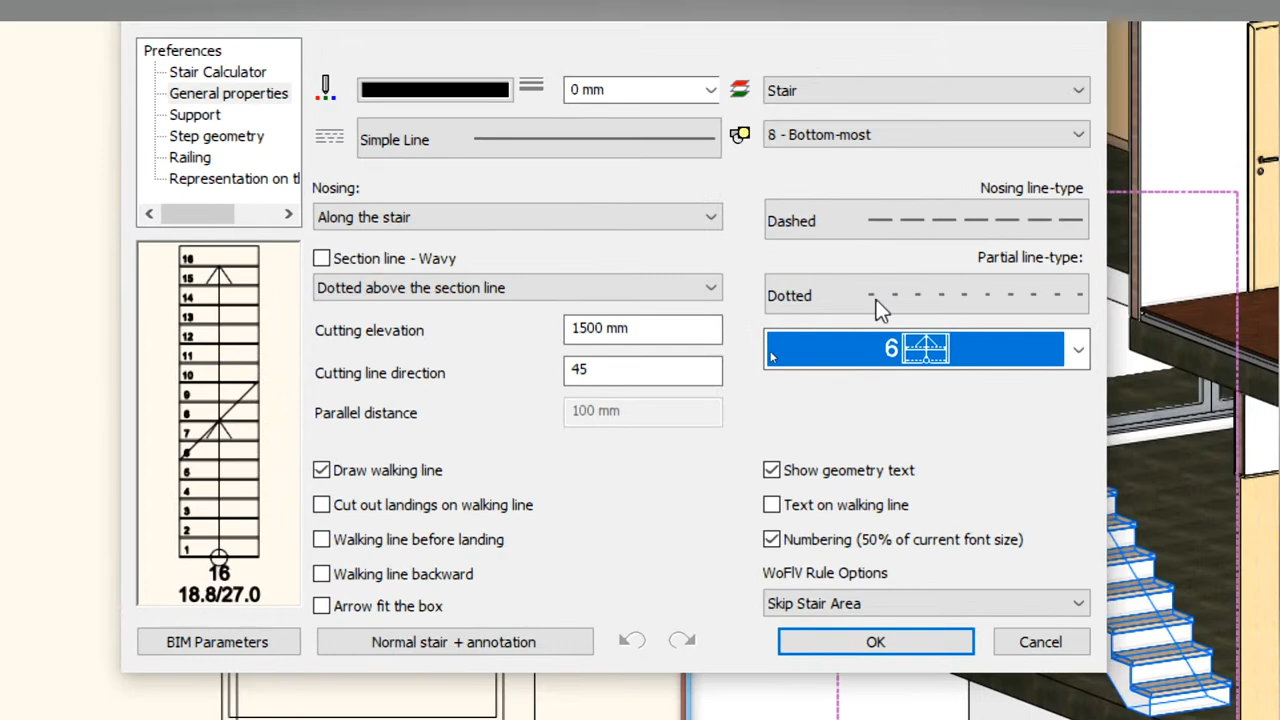 Preferences
Stair Calculator
General properties
Support
Step geometry
Railing
Representation on t
0 mm
Stair
Simple Line
8 - Bottom-most
Nosing:
Nosing line-type
Along the stair
Dashed
Section line - Wavy
Partial line-type:
Dotted above the section line
Dotted
Cutting elevation
1500 mm
6
Cutting line direction
45
Parallel distance
100 mm
Draw walking line
Show geometry text
Cut out landings on walking line
Text on walking line
Walking line before landing
Numbering (50% of current font size)
Walking line backward
WoFlV Rule Options
Arrow fit the box
Skip Stair Area
16
15
14
13
12
11
10
9
8
7
6
5
4
3
2
1
16
18.8/27.0
BIM Parameters
Normal stair + annotation
OK
Cancel